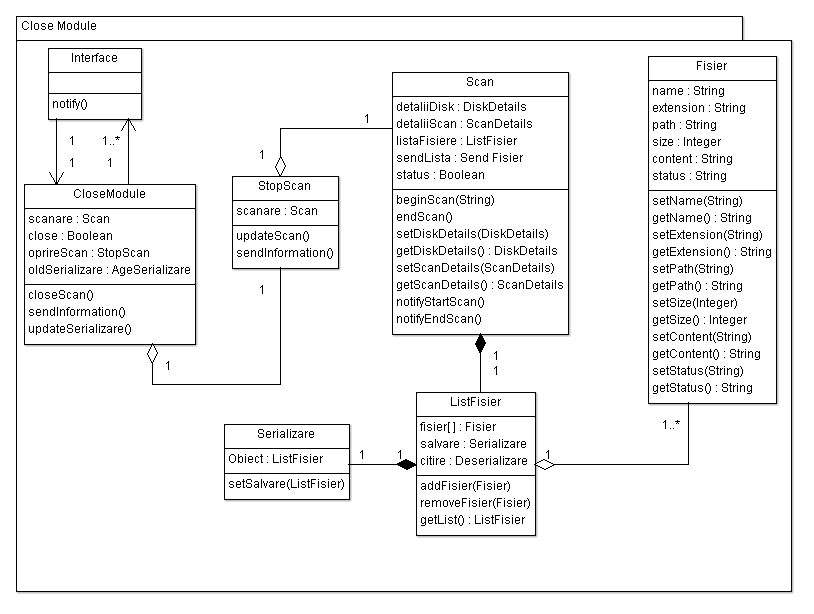 Close Module
Interface
notify()
1
1..*
1
1
CloseModule
scanare : Scan
close : Boolean
oprireScan : StopScan
oldSerializare : AgeSerializare
closeScan()
sendInformation()
updateSerializare()
1
1
1
StopScan
scanare : Scan
updateScan()
sendInformation()
1
Scan
detaliiDisk : DiskDetails
detaliiScan : ScanDetails
listaFisiere : ListFisier
sendLista : Send Fisier
status : Boolean
beginScan(String)
endScan()
setDiskDetails(DiskDetails)
getDiskDetails() : DiskDetails
setScanDetails(ScanDetails)
getScanDetails() : ScanDetails
notifyStartScan()
notifyEndScan()
1
1
Fisier
name : String
extension : String
path : String
size : Integer
content : String
status : String
setName(String)
getName() : String
setExtension(String)
getExtension() : String
setPath(String)
getPath() : String
setSize(Integer)
getSize() : Integer
setContent(String)
getContent() : String
setStatus(String)
getStatus() : String
1..*
ListFisier
fisier[ ] : Fisier
salvare : Serializare
citire : Deserializare
addFisier(Fisier)
removeFisier(Fisier)
getList() : ListFisier
1
1
1
Serializare
Obiect : ListFisier
setSalvare(ListFisier)